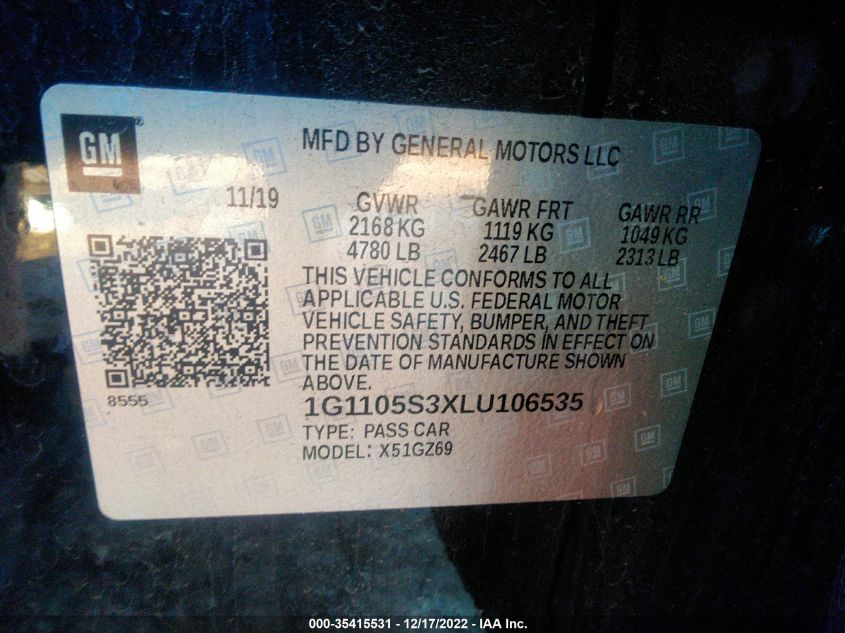 GM
MFD BY GENERAL MOTORS LLC
11/19
GVWR
2168 KG
4780 LB
GAWR FRT
1119 KG
2467 LB
GAWR RR
1049 KG
2313 LB
THIS VEHICLE CONFORMS TO ALL
APPLICABLE U.S. FEDERAL MOTOR
VEHICLE SAFETY, BUMPER, AND THEFT
PREVENTION STANDARDS IN EFFECT ON
THE DATE OF MANUFACTURE SHOWN
ABOVE.
8555
1G1105S3XLU106535
TYPE: PASS CAR
MODEL: X51GZ69
000-35415531 - 12/17/2022 - IAA Inc.